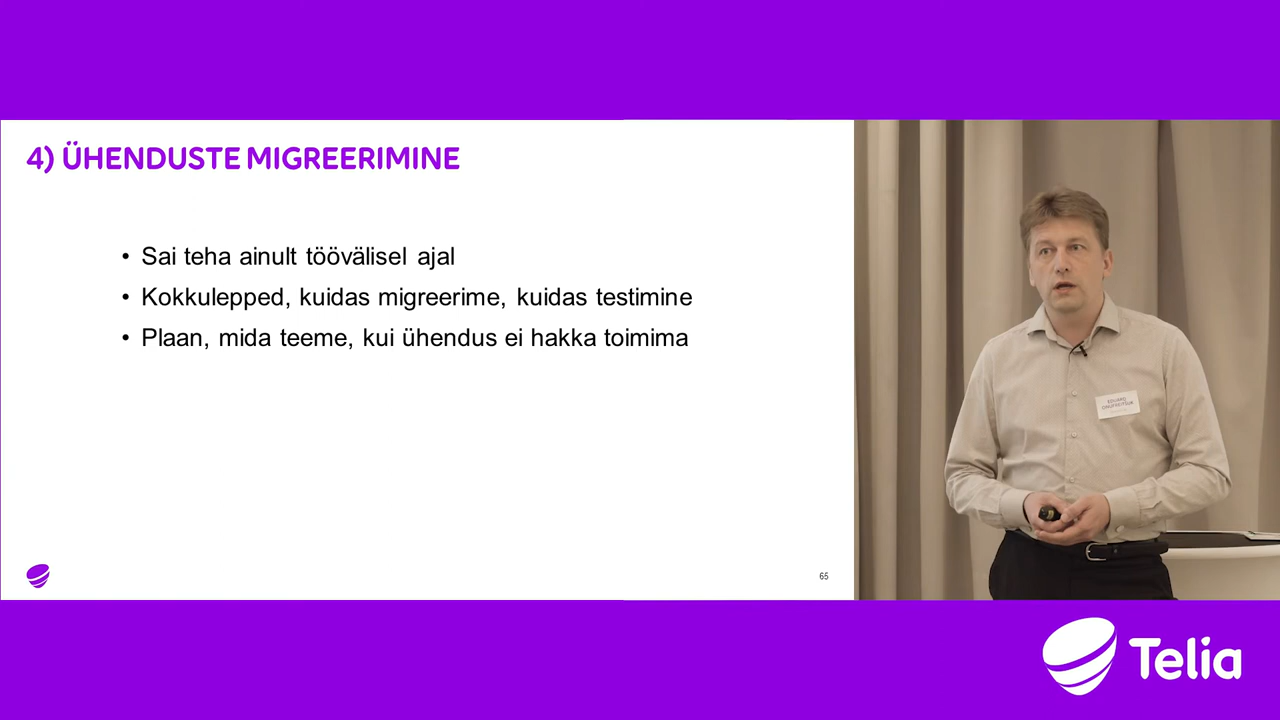 4) ÜHENDUSTE MIGREERIMINE
• Sai teha ainult töövälisel ajal
• Kokkulepped, kuidas migreerime, kuidas testimine
• Plaan, mida teeme, kui ühendus ei hakka toimima
65
EDUARD
Telia